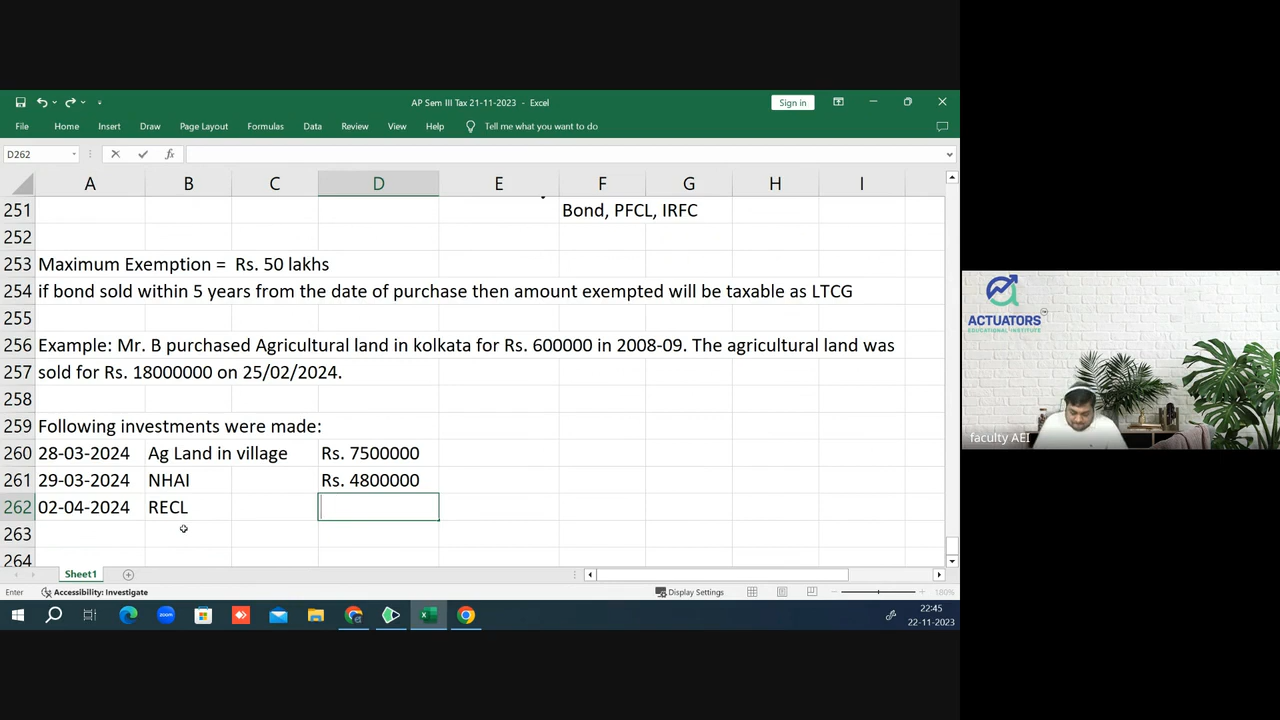 AP Sem III Tax 21-11-2023 - Excel
Sign in
File Home Insert Draw Page Layout Formulas Data Review View Help Tell me what you want to do
D262
fx
A B C D E F G H I
251 Bond, PFCL, IRFC
252
253 Maximum Exemption = Rs. 50 lakhs
254 if bond sold within 5 years from the date of purchase then amount exempted will be taxable as LTCG
255
256 Example: Mr. B purchased Agricultural land in kolkata for Rs. 600000 in 2008-09. The agricultural land was
257 sold for Rs. 18000000 on 25/02/2024.
258
259 Following investments were made:
260 28-03-2024 Ag Land in village Rs. 7500000
261 29-03-2024 NHAI Rs. 4800000
262 02-04-2024 RECL
263
264
Sheet1
Enter Accessibility: Investigate Display Settings 180%
zoom
22:45
22-11-2023
ACTUATORS
EDUCATIONAL INSTITUTE
TM
faculty AEI